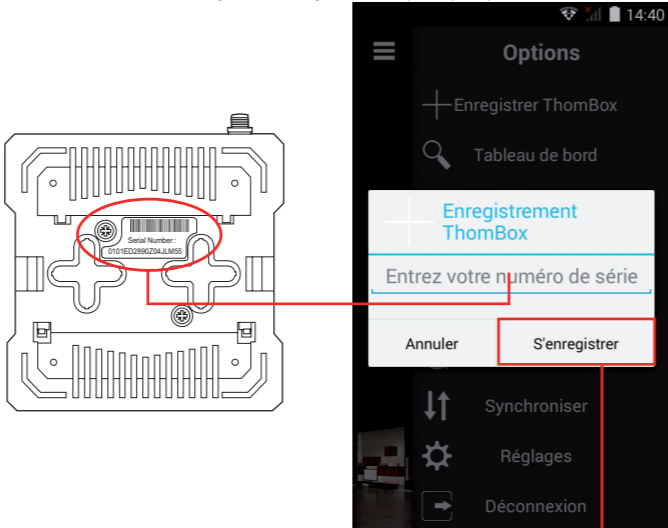 14:40
Options
Enregistrer ThomBox
Tableau de bord
Serial Number :
0101ED2890Z04JLM55
Enregistrement
ThomBox
Entrez votre numéro de série
Annuler
S'enregistrer
Synchroniser
Réglages
Déconnexion